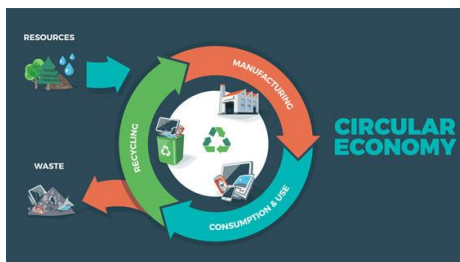 RESOURCES
MANUFACTURING
CIRCULAR
ECONOMY
RECYCLING
WASTE
CONSUMPTION & USE